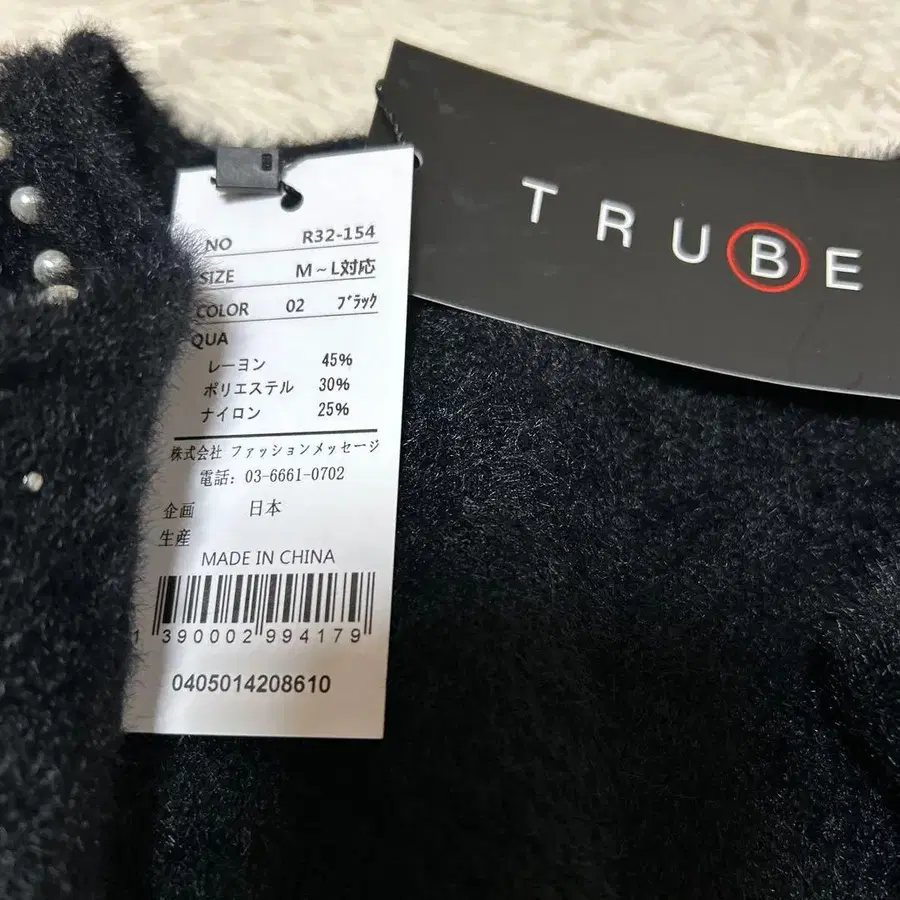 TRUBE
NO R32-154
SIZE M～L対応
COLOR 02 ﾌﾞﾗｯｸ
QUA
レーヨン 45%
ポリエステル 30%
ナイロン 25%
株式会社 ファッションメッセージ
電話: 03-6661-0702
企画 日本
生産
MADE IN CHINA
1 390002 994179
0405014208610